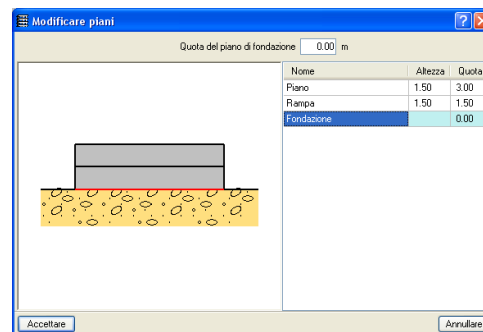 Modificare piani
Quota del piano di fondazione 0.00 m
Nome Altezza Quota
Piano 1.50 3.00
Rampa 1.50 1.50
Fondazione 0.00
Accettare Annullare